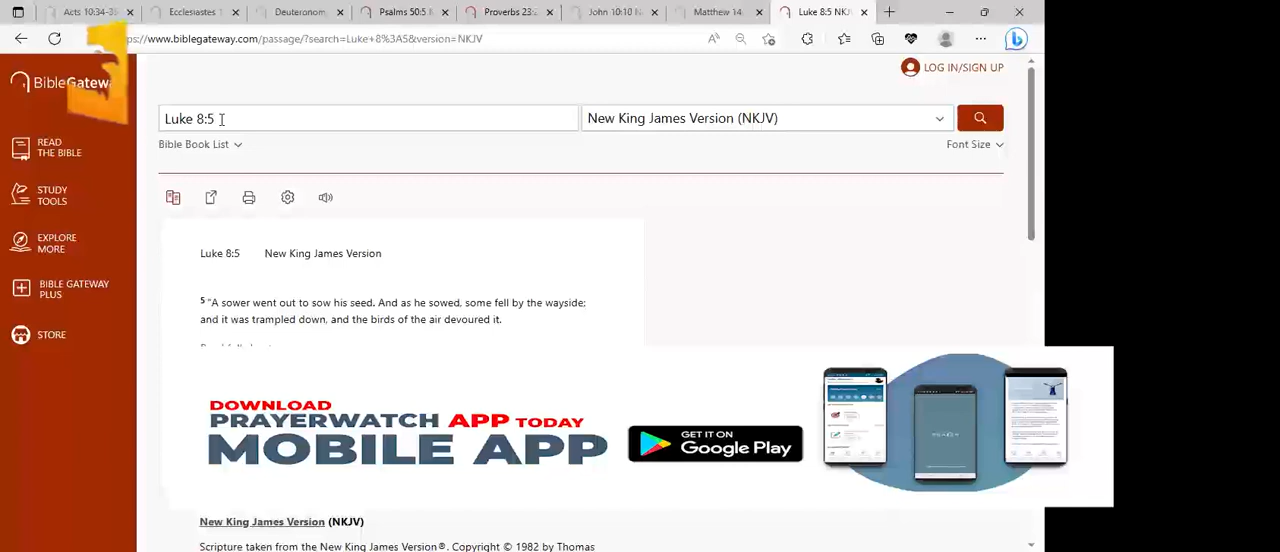 Acts 10:34-35
Ecclesiastes 1
Deuteronom
Psalms 50:5 N
Proverbs 23:4
John 10:10 N
Matthew 14:
Luke 8:5 NKJV
www.biblegateway.com/passage/?search=Luke+8%3A5&version=NKJV
BibleGatew
LOG IN/SIGN UP
Luke 8:5
New King James Version (NKJV)
Bible Book List
Font Size
READ
THE BIBLE
STUDY
TOOLS
EXPLORE
MORE
BIBLE GATEWAY
PLUS
STORE
Luke 8:5 New King James Version
5 “A sower went out to sow his seed. And as he sowed, some fell by the wayside;
and it was trampled down, and the birds of the air devoured it.
DOWNLOAD
PRAYERWATCH APP TODAY
MOBILE APP
GET IT ON
Google Play
New King James Version (NKJV)
Scripture taken from the New King James Version®. Copyright © 1982 by Thomas